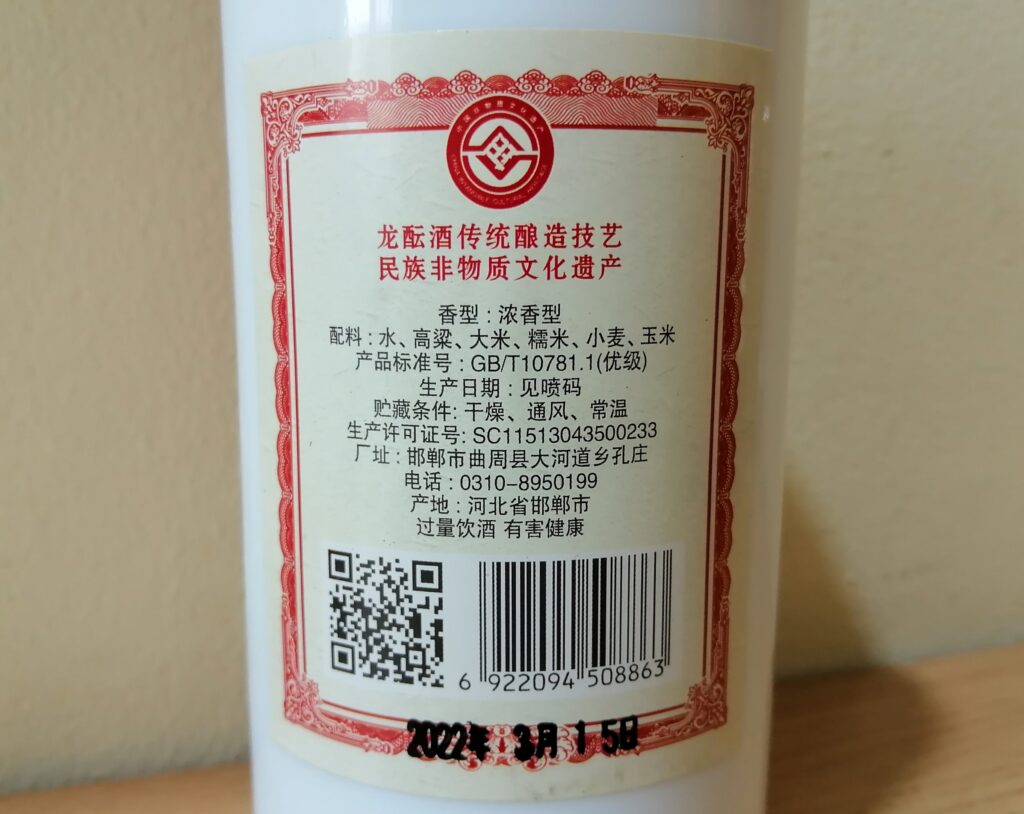 龙酝酒传统酿造技艺
民族非物质文化遗产
香型:浓香型
配料:水、高粱、大米、糯米、小麦、玉米
产品标准号:GB/T10781.1(优级)
生产日期:见喷码
贮藏条件:干燥、通风、常温
生产许可证号:SC11513043500233
厂址:邯郸市曲周县大河道乡孔庄
电话:0310-8950199
产地:河北省邯郸市
过量饮酒 有害健康
6 922094 508863
2022年 3月15日